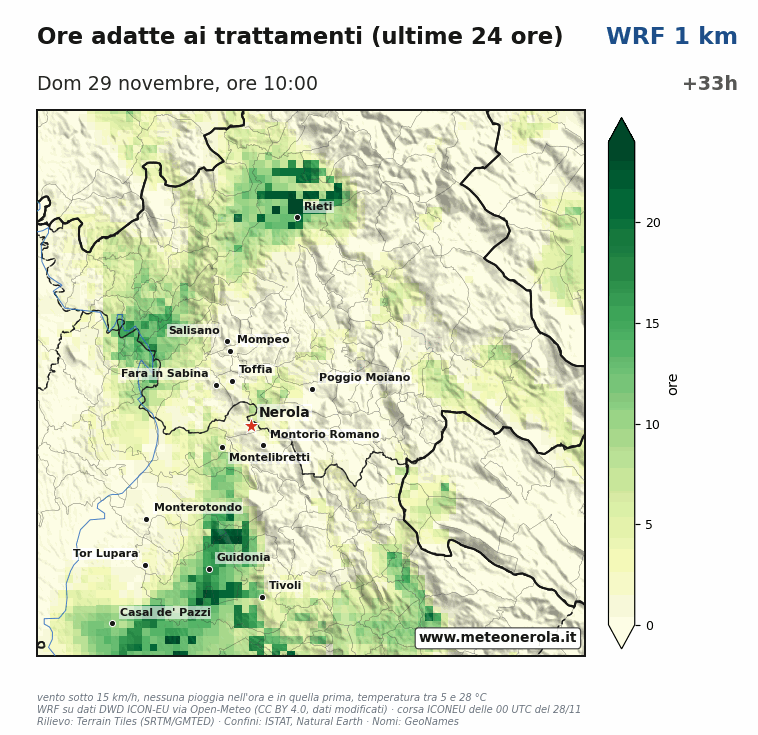 Ore adatte ai trattamenti (ultime 24 ore)
WRF 1 km
Dom 29 novembre, ore 10:00
+33h
Rieti
Salisano
Mompeo
Toffia
Fara in Sabina
Poggio Moiano
Nerola
Montorio Romano
Montelibretti
Monterotondo
Tor Lupara
Guidonia
Tivoli
Casal de' Pazzi
www.meteonerola.it
20
15
10
5
0
ore
vento sotto 15 km/h, nessuna pioggia nell'ora e in quella prima, temperatura tra 5 e 28 °C
WRF su dati DWD ICON-EU via Open-Meteo (CC BY 4.0, dati modificati) · corsa ICONEU delle 00 UTC del 28/11
Rilievo: Terrain Tiles (SRTM/GMTED) · Confini: ISTAT, Natural Earth · Nomi: GeoNames